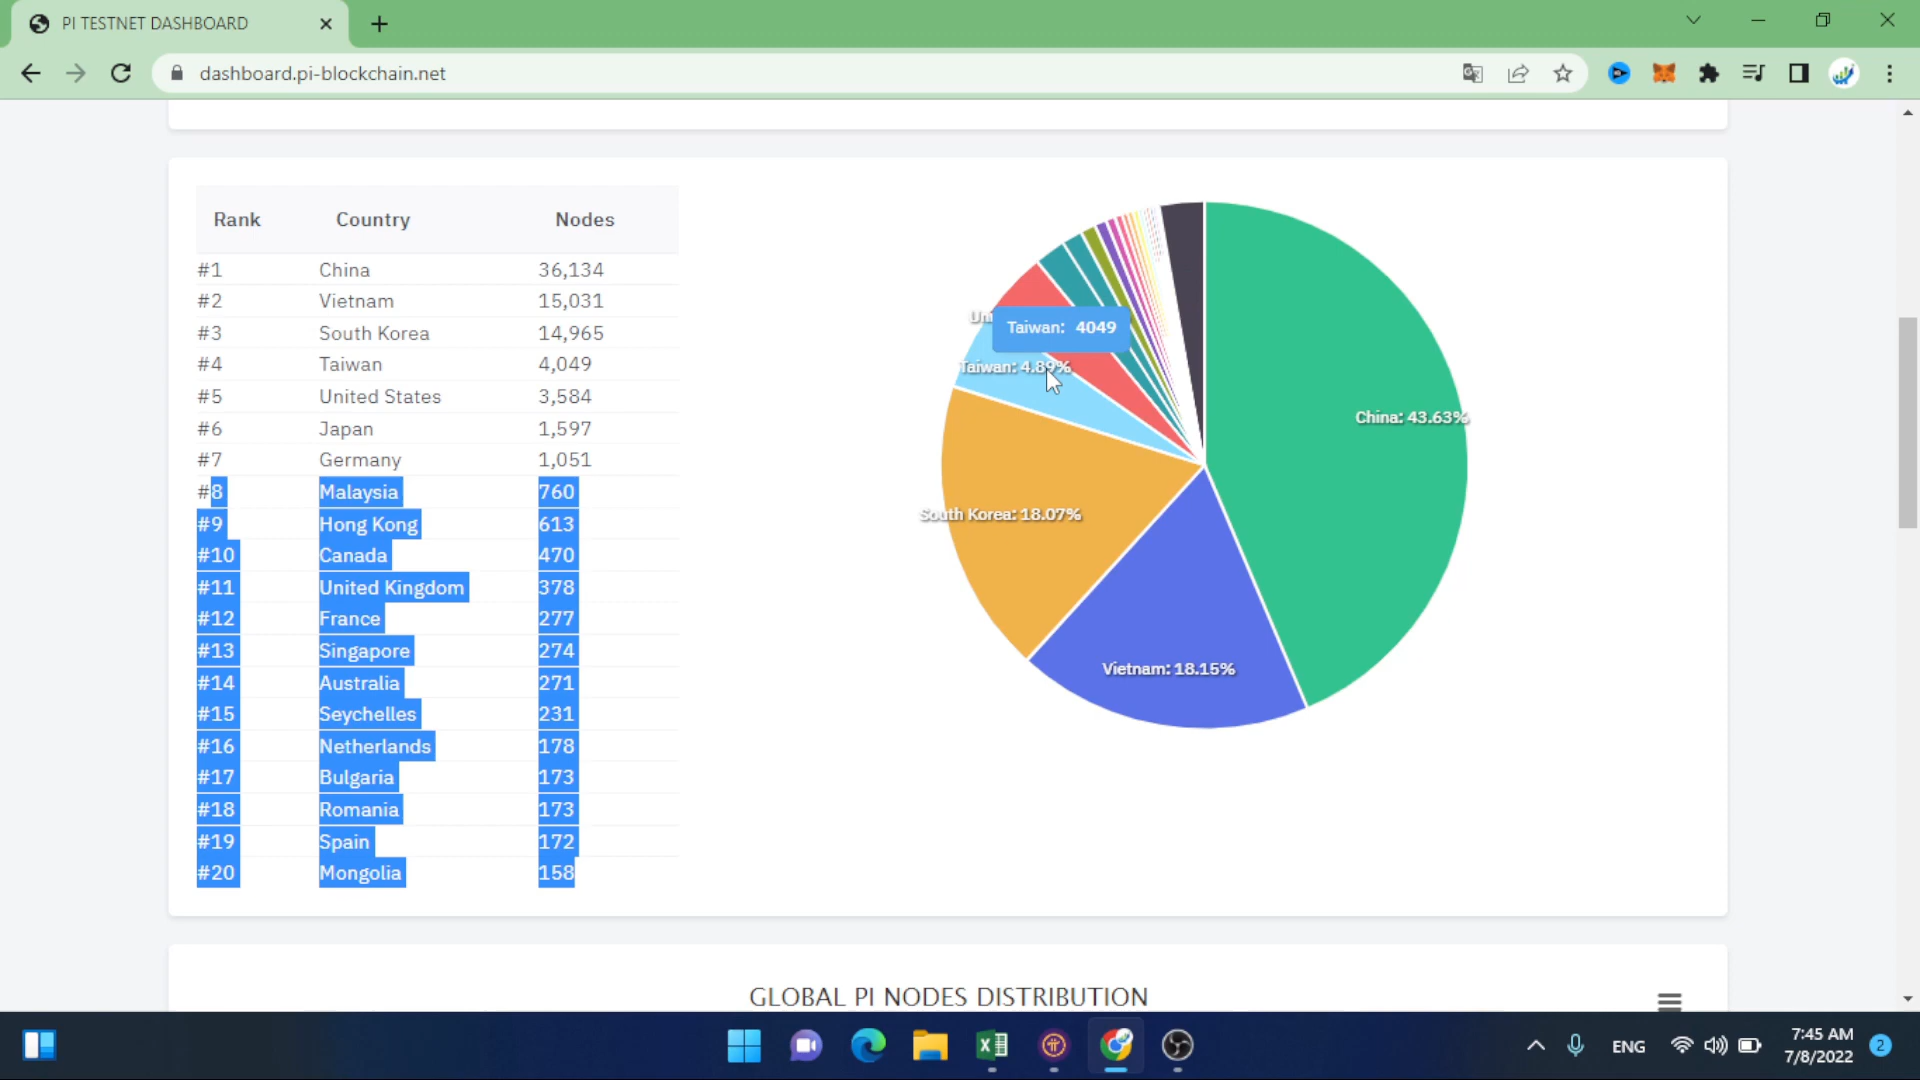 PI TESTNET DASHBOARD
dashboard.pi-blockchain.net
Rank Country Nodes
#1 China 36,134
#2 Vietnam 15,031
#3 South Korea 14,965
#4 Taiwan 4,049
#5 United States 3,584
#6 Japan 1,597
#7 Germany 1,051
#8 Malaysia 760
#9 Hong Kong 613
#10 Canada 470
#11 United Kingdom 378
#12 France 277
#13 Singapore 274
#14 Australia 271
#15 Seychelles 231
#16 Netherlands 178
#17 Bulgaria 173
#18 Romania 173
#19 Spain 172
#20 Mongolia 158
Taiwan: 4049
Taiwan: 4.89%
China: 43.63%
South Korea: 18.07%
Vietnam: 18.15%
GLOBAL PI NODES DISTRIBUTION
ENG
7:45 AM
7/8/2022
2